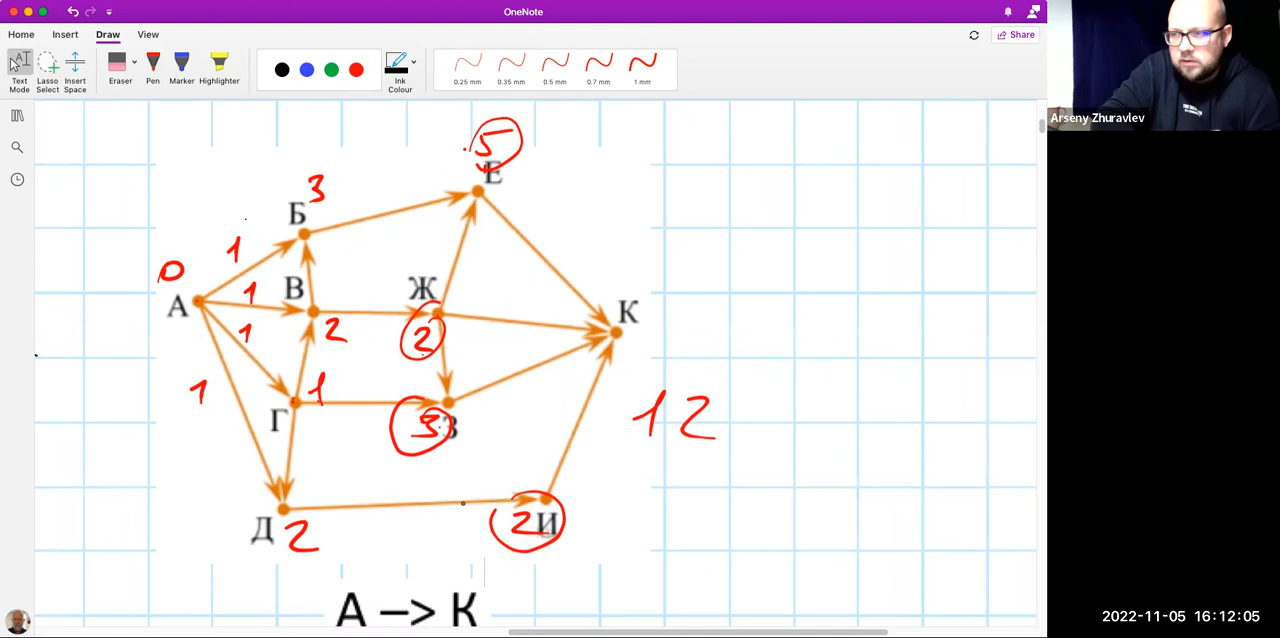 OneNote
Home Insert Draw View
Share
Text Mode
Lasso Select
Insert Space
Eraser
Pen
Marker
Highlighter
0.25 mm
0.35 mm
0.5 mm
0.7 mm
1 mm
Ink Colour
Arseny Zhuravlev
5
Е
3
Б
1
0
А
1
В
Ж
К
1
2
2
1
1
12
Г
3
З
Д
2
2
И
А –> К
2022-11-05 16:12:05